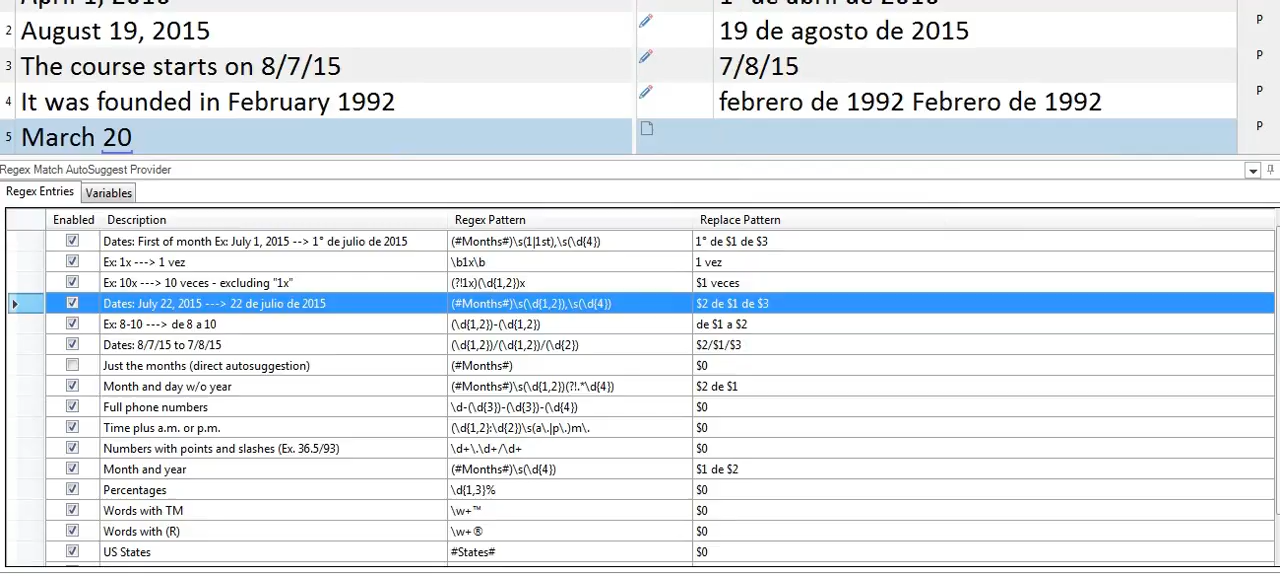 April 1, 2016 1° de abril de 2016 P
2 August 19, 2015 19 de agosto de 2015 P
3 The course starts on 8/7/15 7/8/15 P
4 It was founded in February 1992 febrero de 1992 Febrero de 1992 P
5 March 20
Regex Match AutoSuggest Provider
Regex Entries Variables
Enabled Description Regex Pattern Replace Pattern
Dates: First of month Ex: July 1, 2015 --> 1° de julio de 2015 (#Months#)\s(1|1st),\s(\d{4}) 1° de $1 de $3
Ex: 1x ---> 1 vez \b1x\b 1 vez
Ex: 10x ---> 10 veces - excluding "1x" (?!1x)(\d{1,2})x $1 veces
Dates: July 22, 2015 ---> 22 de julio de 2015 (#Months#)\s(\d{1,2}),\s(\d{4}) $2 de $1 de $3
Ex: 8-10 ---> de 8 a 10 (\d{1,2})-(\d{1,2}) de $1 a $2
Dates: 8/7/15 to 7/8/15 (\d{1,2})/(\d{1,2})/(\d{2}) $2/$1/$3
Just the months (direct autosuggestion) (#Months#) $0
Month and day w/o year (#Months#)\s(\d{1,2})(?!.*\d{4}) $2 de $1
Full phone numbers \d-(\d{3})-(\d{3})-(\d{4}) $0
Time plus a.m. or p.m. (\d{1,2}:\d{2})\s(a\.|p\.)m\. $0
Numbers with points and slashes (Ex. 36.5/93) \d+\.\d+/\d+ $0
Month and year (#Months#)\s(\d{4}) $1 de $2
Percentages \d{1,3}% $0
Words with TM \w+™ $0
Words with (R) \w+® $0
US States #States# $0